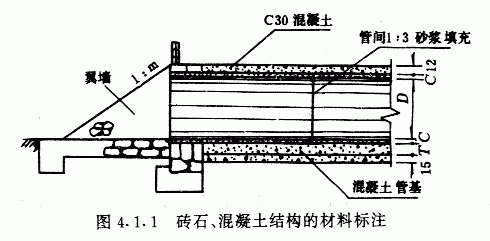 C30 混凝土
管间1:3 砂浆填充
翼墙
1:m
C 12
D
15 T C
混凝土管基
图 4.1.1 砖石、混凝土结构的材料标注